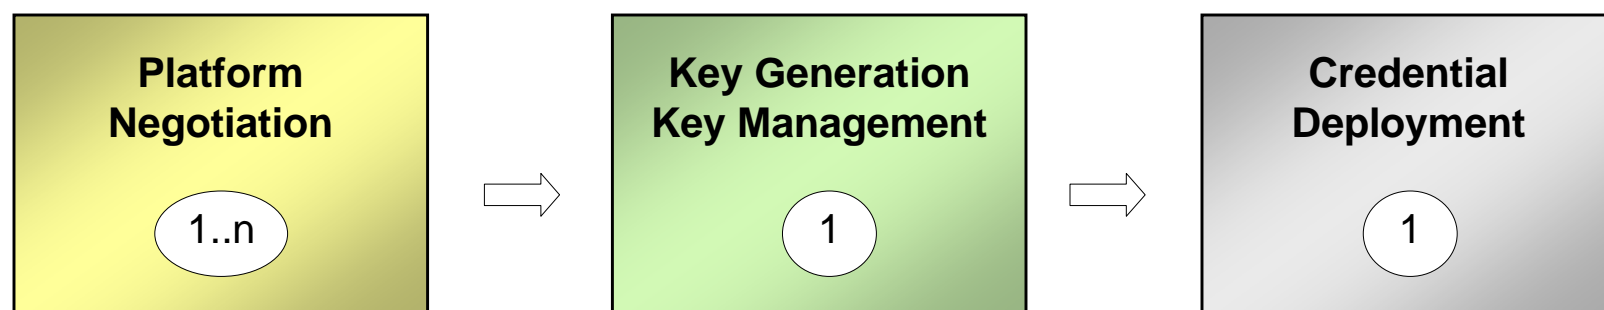 Platform
Negotiation
1..n
Key Generation
Key Management
1
Credential
Deployment
1